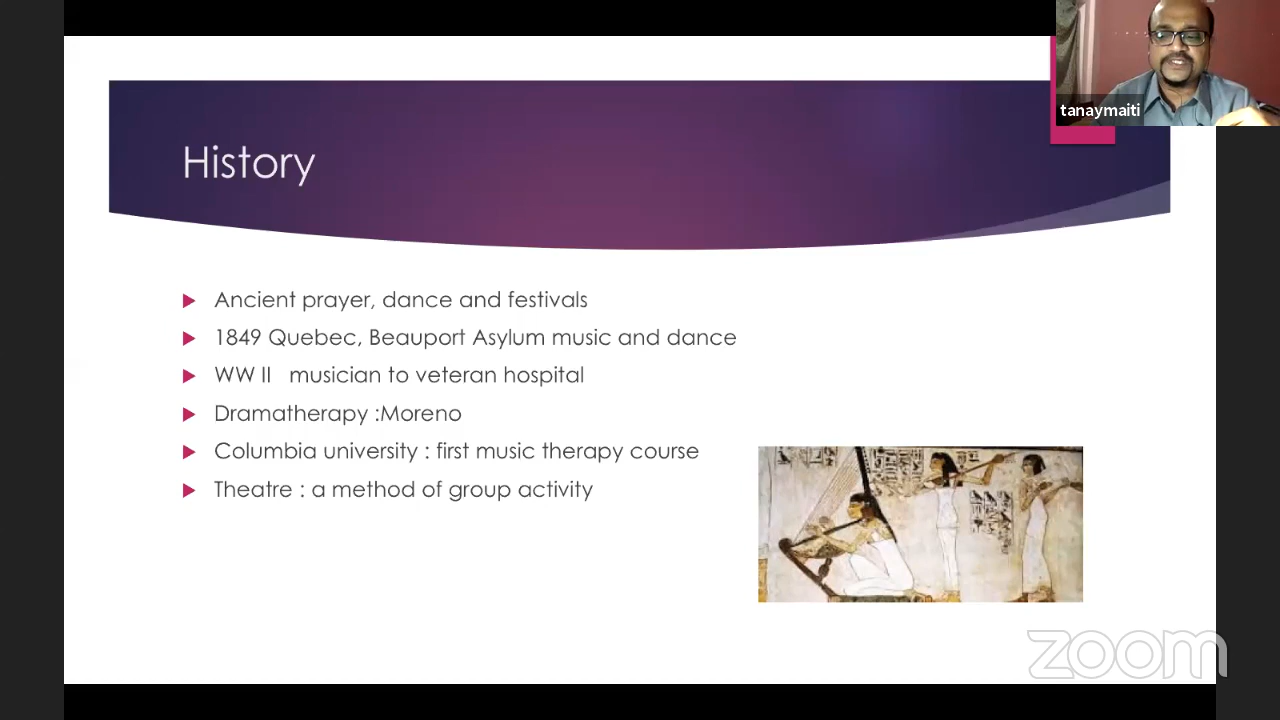 tanaymaiti
History
Ancient prayer, dance and festivals
1849 Quebec, Beauport Asylum music and dance
WW II musician to veteran hospital
Dramatherapy :Moreno
Columbia university : first music therapy course
Theatre : a method of group activity
zoom